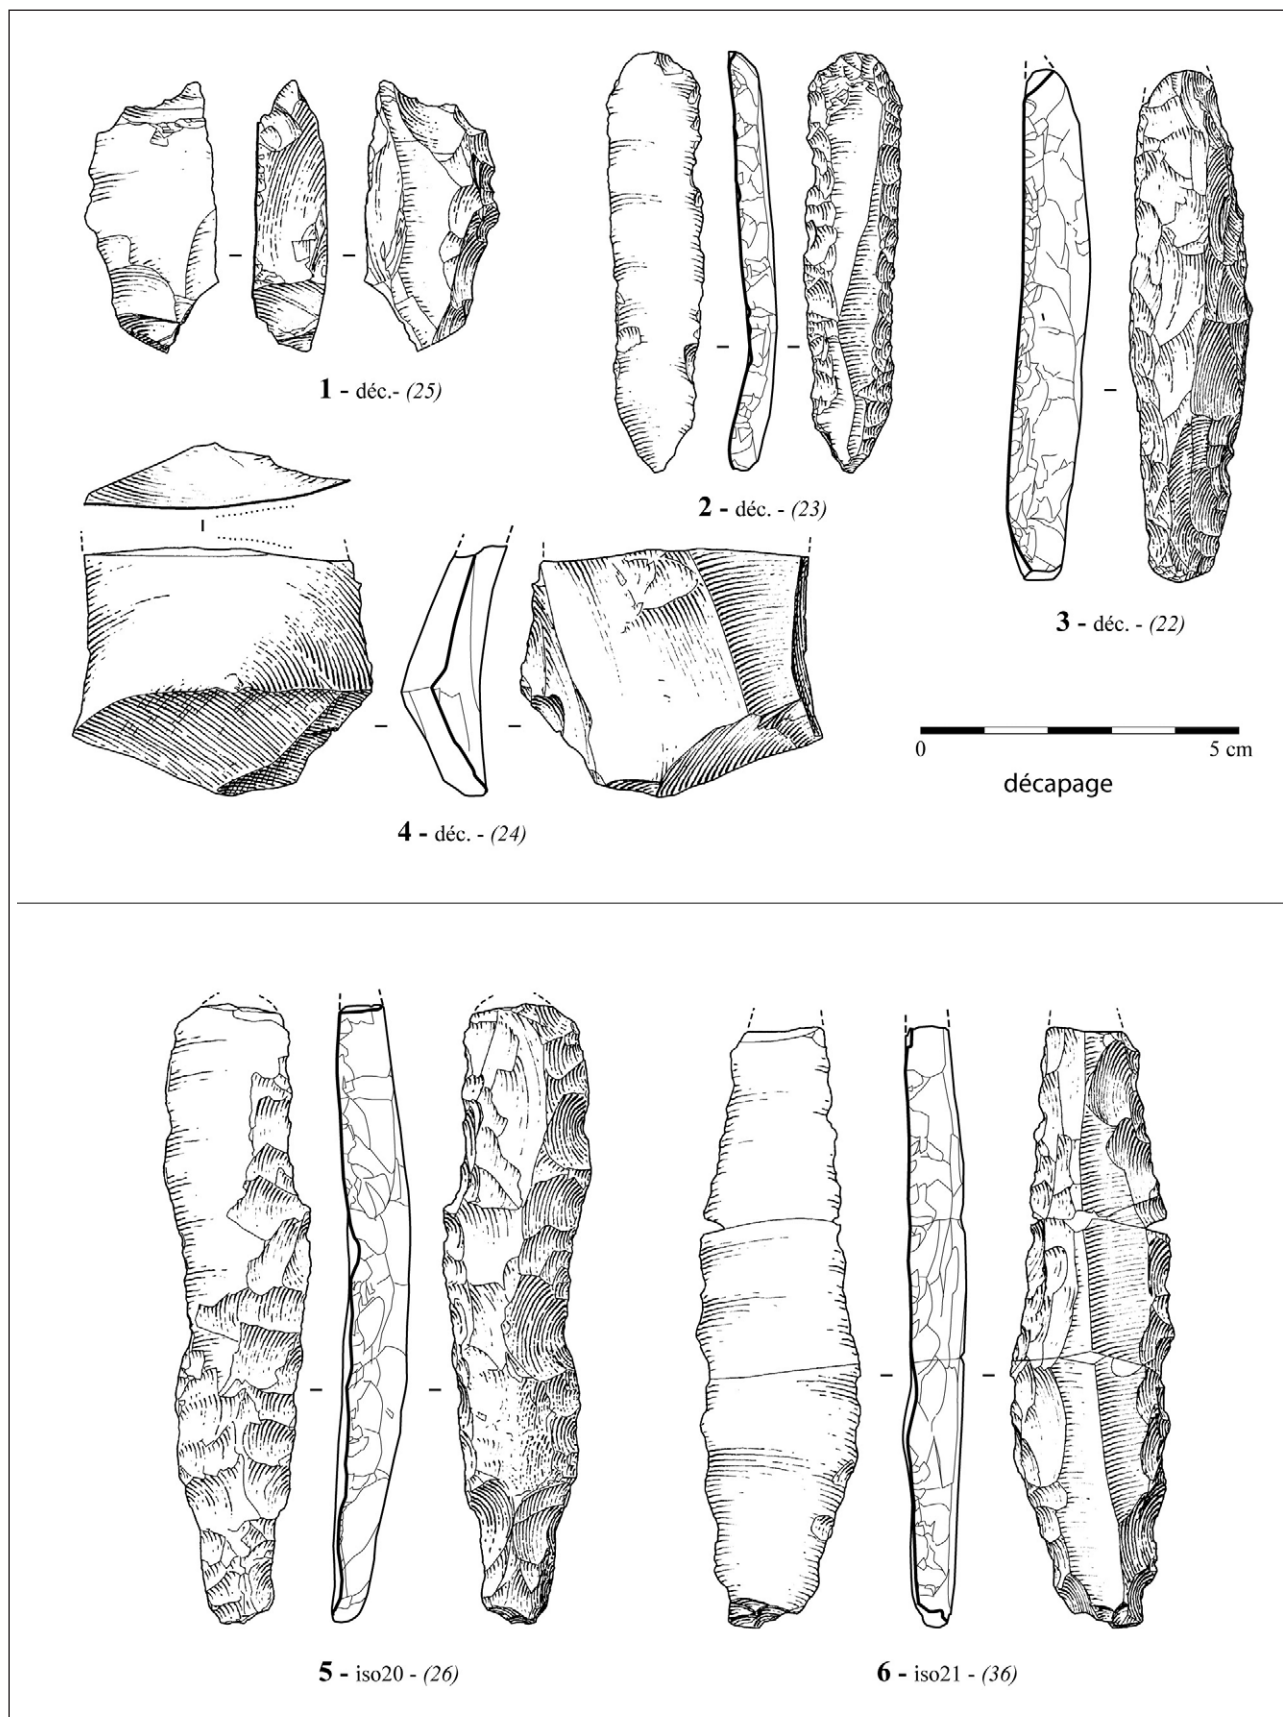 1 - déc.- (25)
2 - déc. - (23)
3 - déc. - (22)
4 - déc. - (24)
0 5 cm
décapage
5 - iso20 - (26)
6 - iso21 - (36)